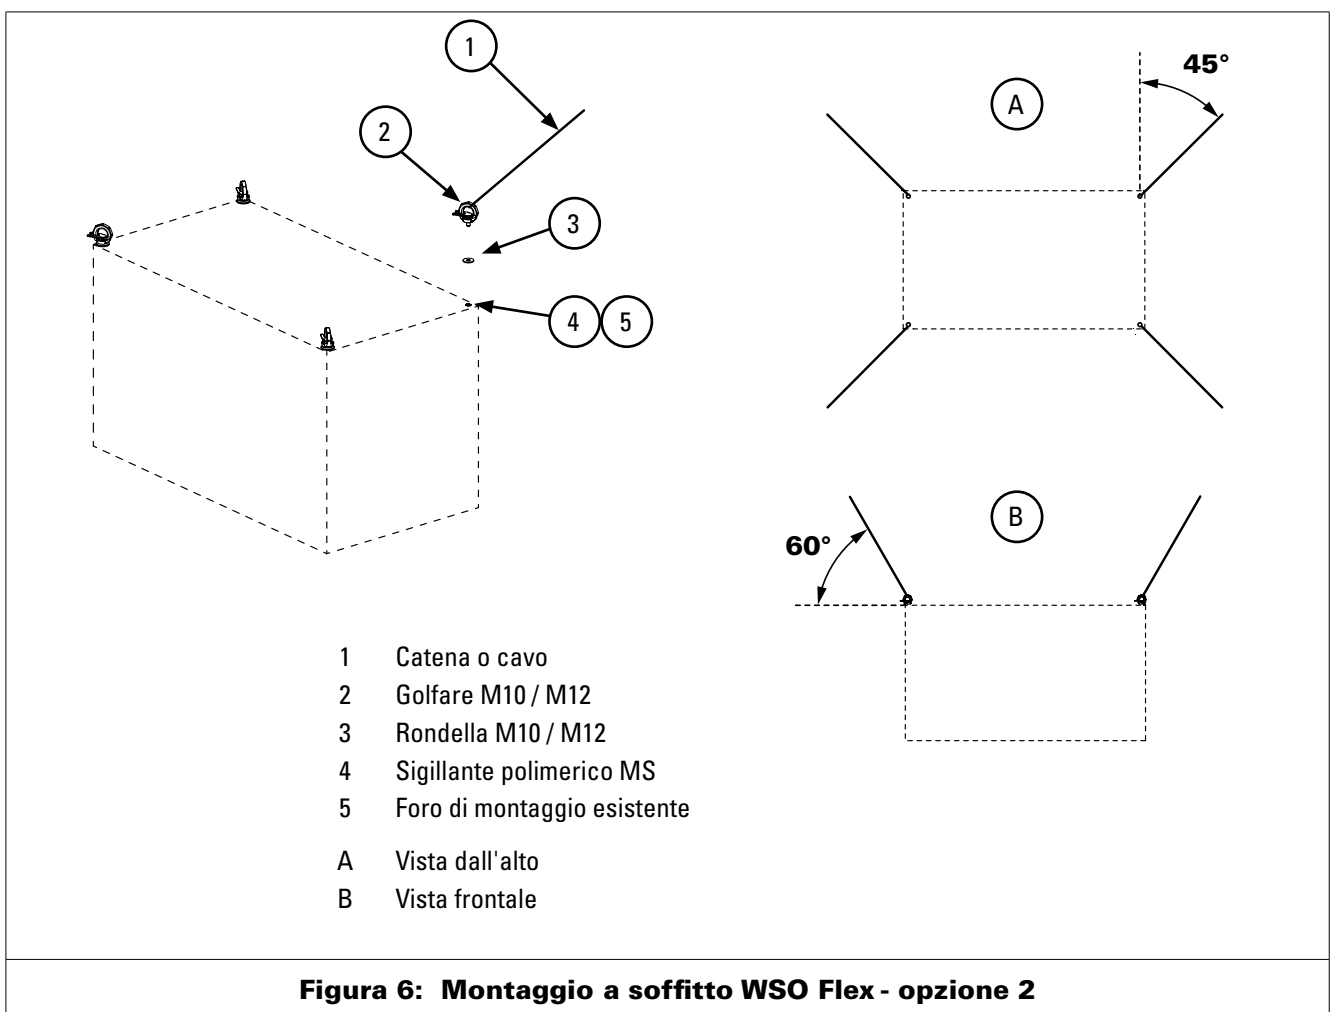 1
2
3
4 5
A
45°
B
60°
1 Catena o cavo
2 Golfare M10 / M12
3 Rondella M10 / M12
4 Sigillante polimerico MS
5 Foro di montaggio esistente
A Vista dall'alto
B Vista frontale
Figura 6: Montaggio a soffitto WSO Flex - opzione 2